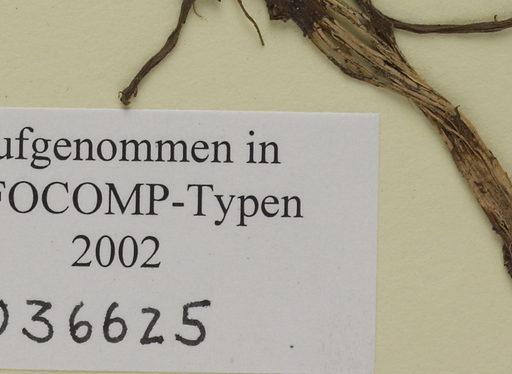 ufgenommen in
FOCOMP-Typen
2002
036625